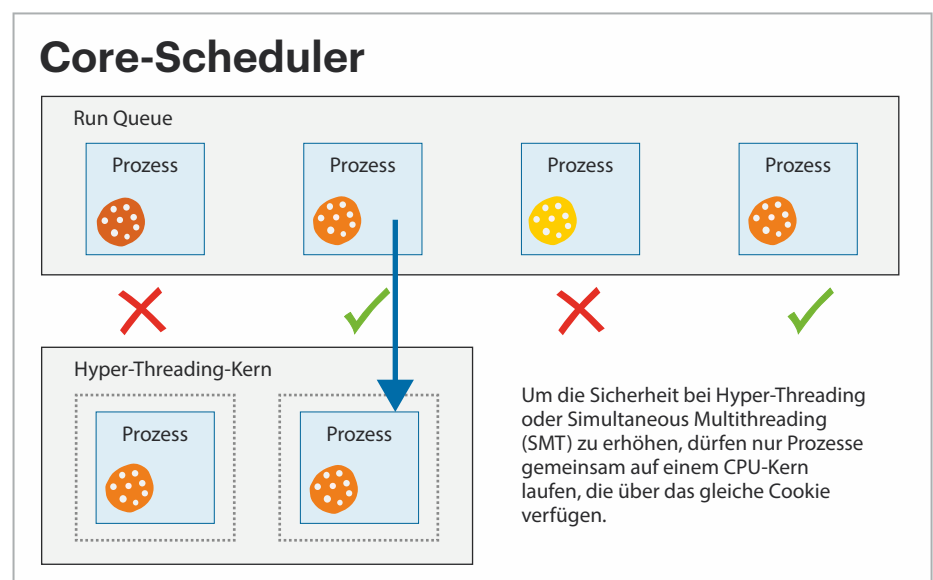 Core-Scheduler
Run Queue
Prozess
Prozess
Prozess
Prozess
Hyper-Threading-Kern
Prozess
Prozess
Um die Sicherheit bei Hyper-Threading
oder Simultaneous Multithreading
(SMT) zu erhöhen, dürfen nur Prozesse
gemeinsam auf einem CPU-Kern
laufen, die über das gleiche Cookie
verfügen.